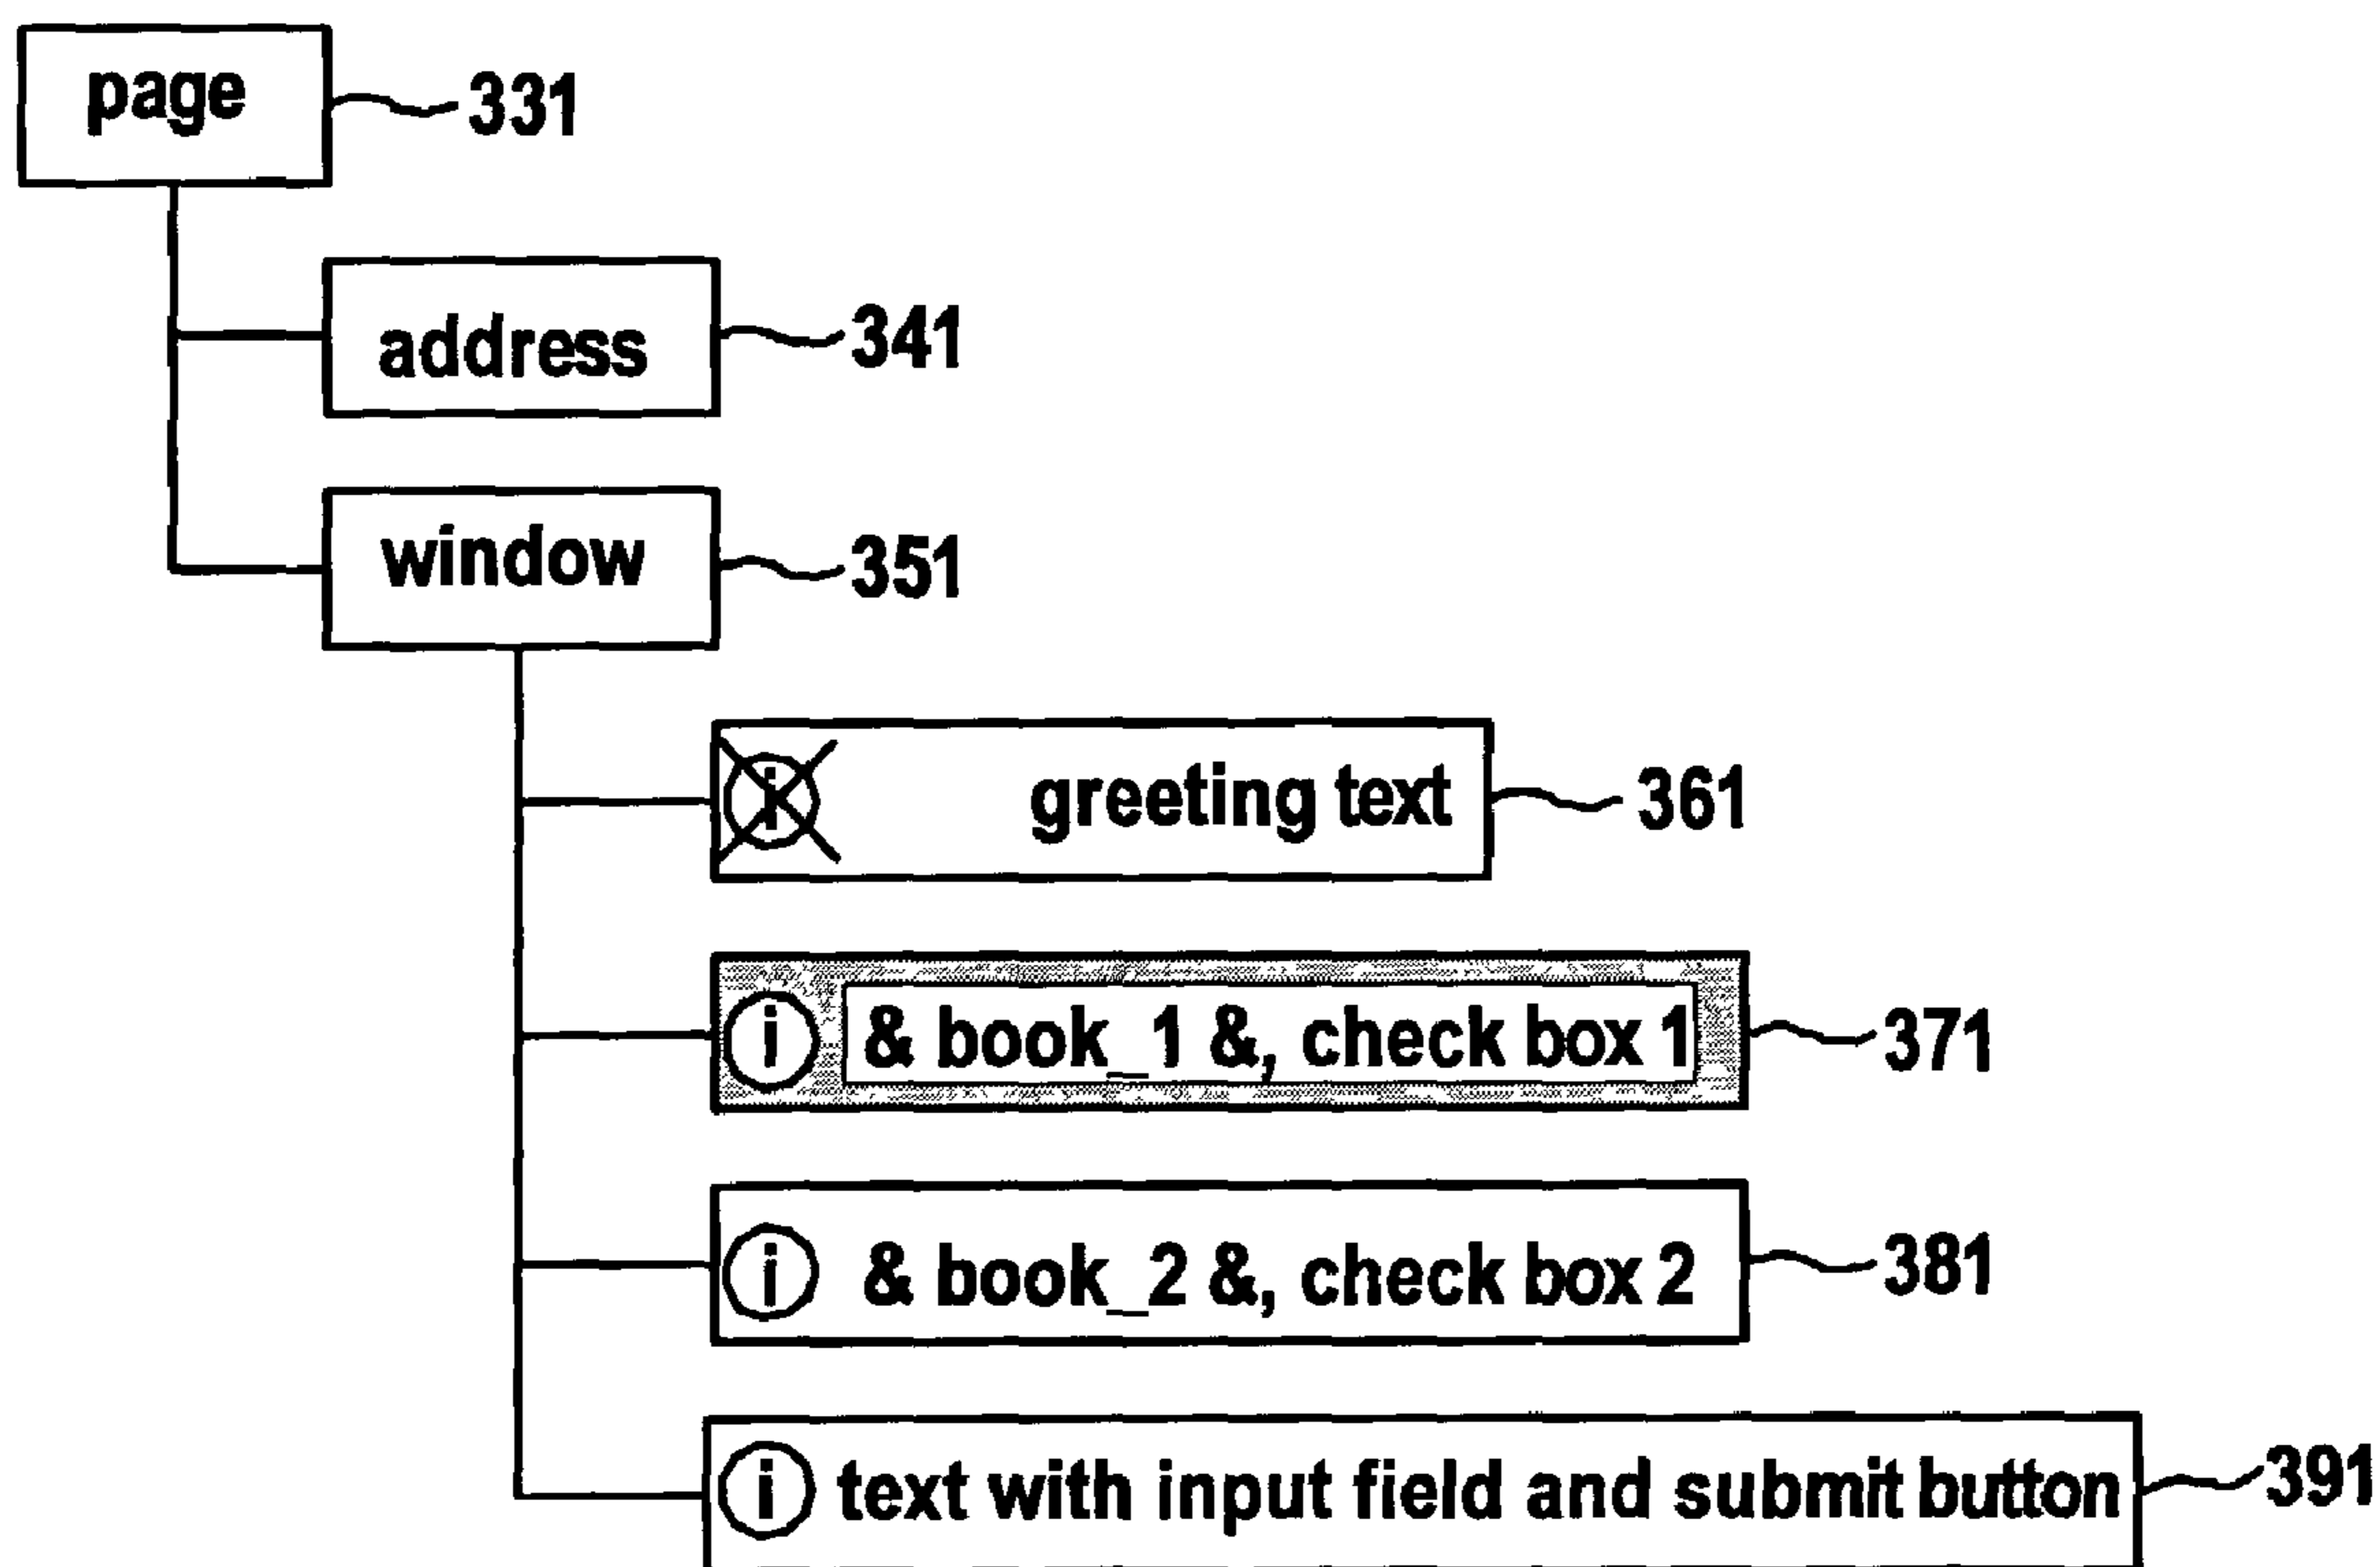 page 331
address 341
window 351
i greeting text 361
i & book_1 &, check box 1 371
i & book_2 &, check box 2 381
i text with input field and submit button 391